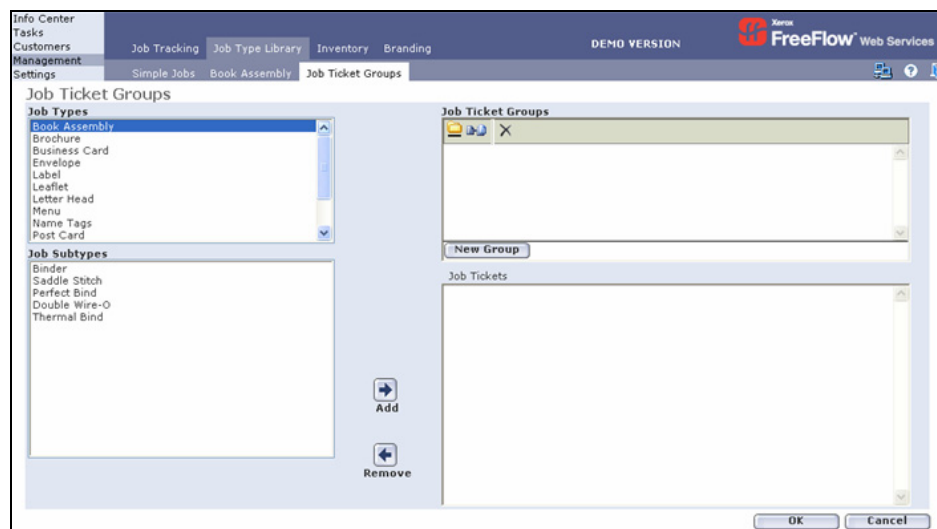 Info Center
Tasks
Customers
Management
Settings
Job Tracking Job Type Library Inventory Branding
DEMO VERSION
Xerox
FreeFlow™ Web Services
Simple Jobs Book Assembly Job Ticket Groups
Job Ticket Groups
Job Types
Book Assembly
Brochure
Business Card
Envelope
Label
Leaflet
Letter Head
Menu
Name Tags
Post Card
Job Subtypes
Binder
Saddle Stitch
Perfect Bind
Double Wire-O
Thermal Bind
Add
Remove
Job Ticket Groups
New Group
Job Tickets
OK Cancel